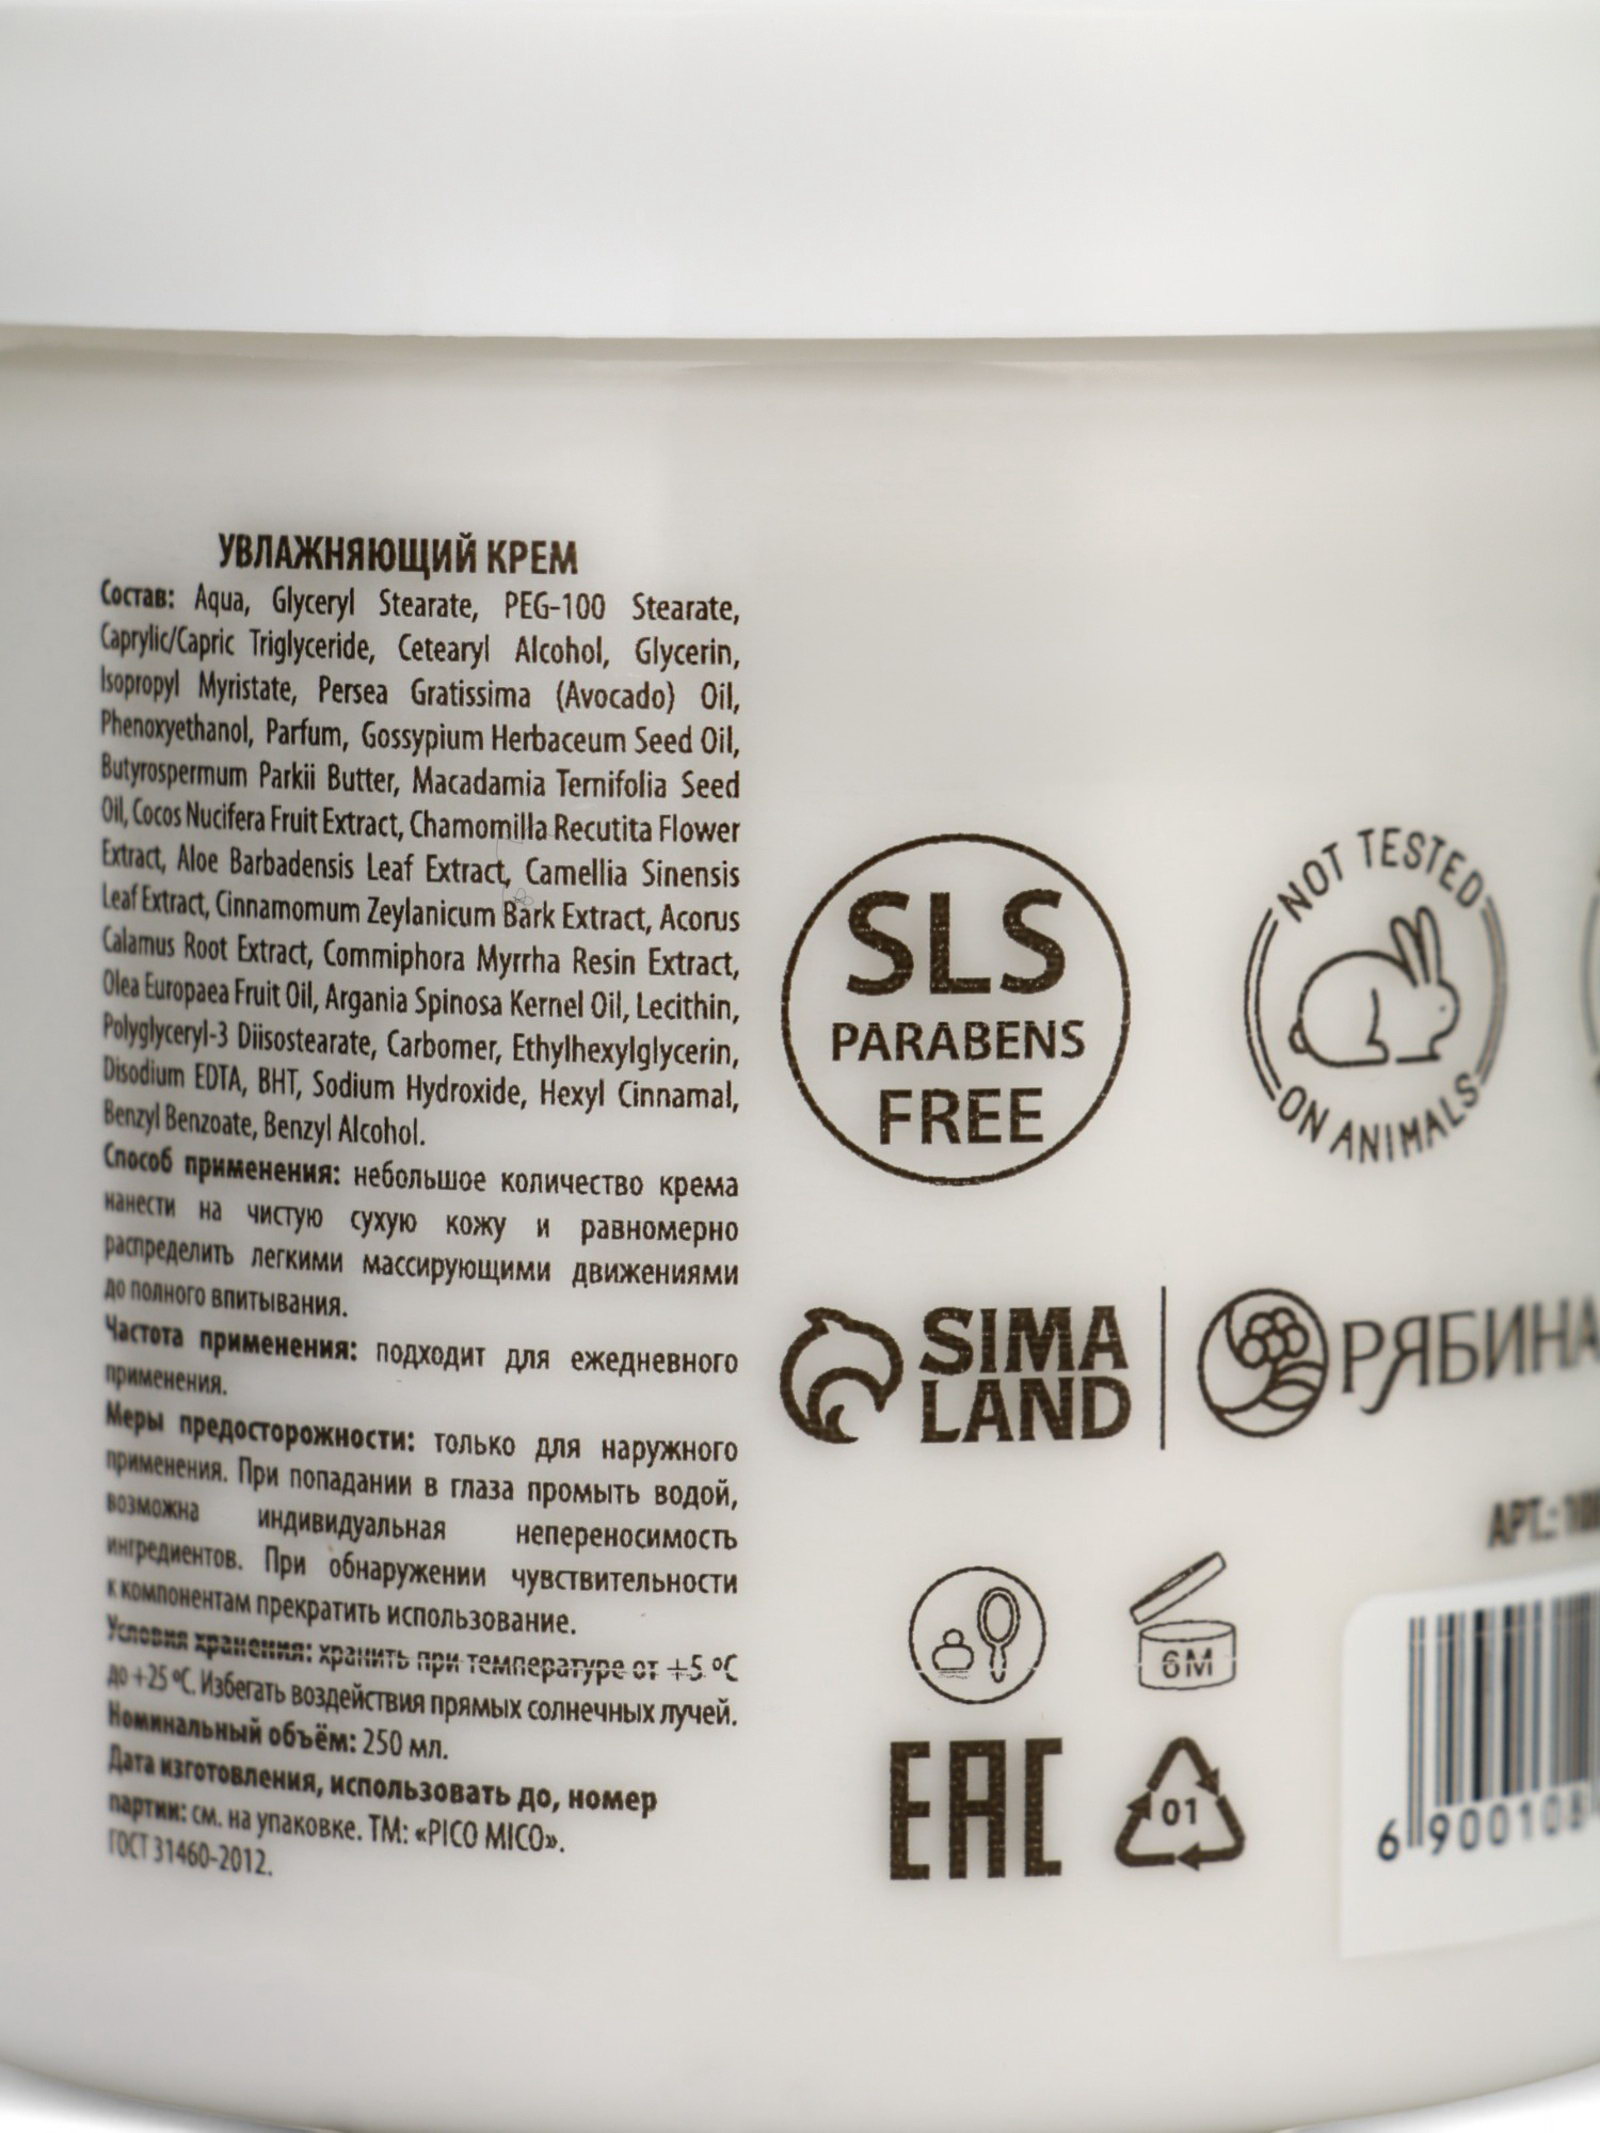 УВЛАЖНЯЮЩИЙ КРЕМ
Состав: Aqua, Glyceryl Stearate, PEG-100 Stearate,
Caprylic/Capric Triglyceride, Cetearyl Alcohol, Glycerin,
Isopropyl Myristate, Persea Gratissima (Avocado) Oil,
Phenoxyethanol, Parfum, Gossypium Herbaceum Seed Oil,
Butyrospermum Parkii Butter, Macadamia Ternifolia Seed
Oil, Cocos Nucifera Fruit Extract, Chamomilla Recutita Flower
Extract, Aloe Barbadensis Leaf Extract, Camellia Sinensis
Leaf Extract, Cinnamomum Zeylanicum Bark Extract, Acorus
Calamus Root Extract, Commiphora Myrrha Resin Extract,
Olea Europaea Fruit Oil, Argania Spinosa Kernel Oil, Lecithin,
Polyglyceryl-3 Diisostearate, Carbomer, Ethylhexylglycerin,
Disodium EDTA, BHT, Sodium Hydroxide, Hexyl Cinnamal,
Benzyl Benzoate, Benzyl Alcohol.
Способ применения: небольшое количество крема
нанести на чистую сухую кожу и равномерно
распределить легкими массирующими движениями
до полного впитывания.
Частота применения: подходит для ежедневного
применения.
Меры предосторожности: только для наружного
применения. При попадании в глаза промыть водой,
возможна индивидуальная непереносимость
ингредиентов. При обнаружении чувствительности
к компонентам прекратить использование.
Условия хранения: хранить при температуре от +5 ºC
до +25 ºC. Избегать воздействия прямых солнечных лучей.
Номинальный объём: 250 мл.
Дата изготовления, использовать до, номер
партии: см. на упаковке. ТМ: «PICO MICO».
ГОСТ 31460-2012.
SLS
PARABENS
FREE
NOT TESTED
ON ANIMALS
SIMA
LAND
РЯБИНА
АРТ.:
6M
EAC
01
6 900108